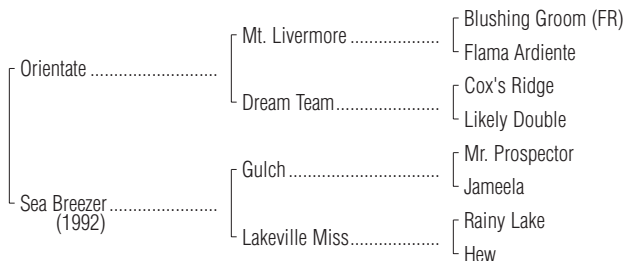 Blushing Groom (FR)
Mt. Livermore ....................
Flama Ardiente
Orientate ............................
Cox's Ridge
Dream Team.......................
Likely Double
Mr. Prospector
Gulch .................................
Jameela
Sea Breezer ........................
(1992)
Rainy Lake
Lakeville Miss....................
Hew